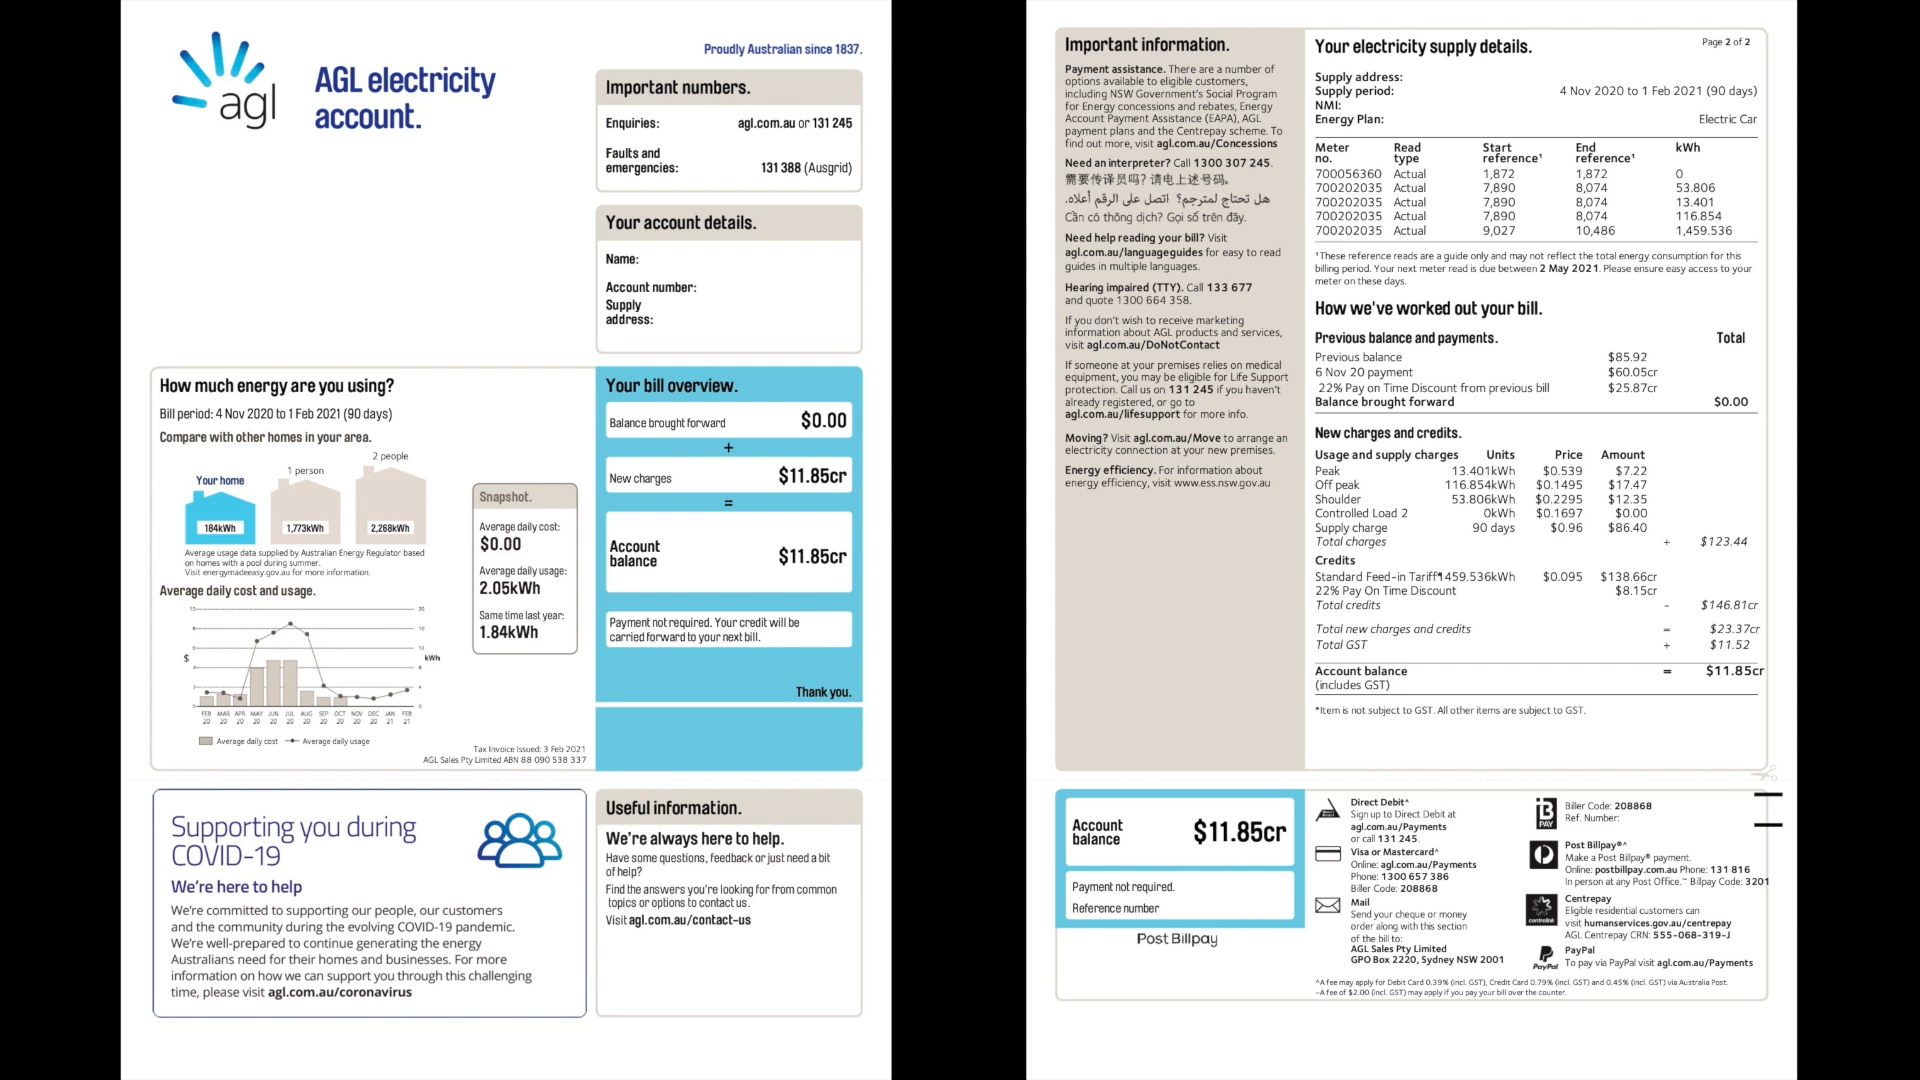 agl
AGL electricity
account.
Proudly Australian since 1837.
Important numbers.
Enquiries: agl.com.au or 131 245
Faults and
emergencies: 131 388 (Ausgrid)
Your account details.
Name:
Account number:
Supply
address:
How much energy are you using?
Bill period: 4 Nov 2020 to 1 Feb 2021 (90 days)
Compare with other homes in your area.
Your home
1 person
2 people
184kWh
1,773kWh
2,268kWh
Average usage data supplied by Australian Energy Regulator based
on homes with a pool during summer.
Visit energymadeeasy.gov.au for more information.
Average daily cost and usage.
$
kWh
FEB MAR APR MAY JUN JUL AUG SEP OCT NOV DEC JAN FEB
20 20 20 20 20 20 20 20 20 20 20 21 21
Average daily cost Average daily usage
Snapshot.
Average daily cost:
$0.00
Average daily usage:
2.05kWh
Same time last year:
1.84kWh
Tax Invoice Issued: 3 Feb 2021
AGL Sales Pty Limited ABN 88 090 538 337
Your bill overview.
Balance brought forward $0.00
+
New charges $11.85cr
=
Account
balance $11.85cr
Payment not required. Your credit will be
carried forward to your next bill.
Thank you.
Supporting you during
COVID-19
We're here to help
We're committed to supporting our people, our customers
and the community during the evolving COVID-19 pandemic.
We're well-prepared to continue generating the energy
Australians need for their homes and businesses. For more
information on how we can support you through this challenging
time, please visit agl.com.au/coronavirus
Useful information.
We're always here to help.
Have some questions, feedback or just need a bit
of help?
Find the answers you're looking for from common
topics or options to contact us.
Visit agl.com.au/contact-us
Important information.
Payment assistance. There are a number of
options available to eligible customers,
including NSW Government's Social Program
for Energy concessions and rebates, Energy
Account Payment Assistance (EAPA), AGL
payment plans and the Centrepay scheme. To
find out more, visit agl.com.au/Concessions
Need an interpreter? Call 1300 307 245.
需要传译员吗? 请电上述号码。
هل تحتاج لمترجم؟ اتصل على الرقم أعلاه.
Cần có thông dịch? Gọi số trên đây.
Need help reading your bill? Visit
agl.com.au/languageguides for easy to read
guides in multiple languages.
Hearing impaired (TTY). Call 133 677
and quote 1300 664 358.
If you don't wish to receive marketing
information about AGL products and services,
visit agl.com.au/DoNotContact
If someone at your premises relies on medical
equipment, you may be eligible for Life Support
protection. Call us on 131 245 if you haven't
already registered, or go to
agl.com.au/lifesupport for more info.
Moving? Visit agl.com.au/Move to arrange an
electricity connection at your new premises.
Energy efficiency. For information about
energy efficiency, visit www.ess.nsw.gov.au
Your electricity supply details.
Page 2 of 2
Supply address:
Supply period: 4 Nov 2020 to 1 Feb 2021 (90 days)
NMI:
Energy Plan: Electric Car
Meter Read Start End kWh
no. type reference¹ reference¹
700056360 Actual 1,872 1,872 0
700202035 Actual 7,890 8,074 53.806
700202035 Actual 7,890 8,074 13.401
700202035 Actual 7,890 8,074 116.854
700202035 Actual 9,027 10,486 1,459.536
¹These reference reads are a guide only and may not reflect the total energy consumption for this
billing period. Your next meter read is due between 2 May 2021. Please ensure easy access to your
meter on these days.
How we've worked out your bill.
Previous balance and payments. Total
Previous balance $85.92
6 Nov 20 payment $60.05cr
22% Pay on Time Discount from previous bill $25.87cr
Balance brought forward $0.00
New charges and credits.
Usage and supply charges Units Price Amount
Peak 13.401kWh $0.539 $7.22
Off peak 116.854kWh $0.1495 $17.47
Shoulder 53.806kWh $0.2295 $12.35
Controlled Load 2 0kWh $0.1697 $0.00
Supply charge 90 days $0.96 $86.40
Total charges + $123.44
Credits
Standard Feed-in Tariff*1459.536kWh $0.095 $138.66cr
22% Pay On Time Discount $8.15cr
Total credits - $146.81cr
Total new charges and credits = $23.37cr
Total GST + $11.52
Account balance = $11.85cr
(includes GST)
*Item is not subject to GST. All other items are subject to GST.
Account
balance $11.85cr
Payment not required.
Reference number
Post Billpay
Direct Debit^
Sign up to Direct Debit at
agl.com.au/Payments
or call 131 245.
Visa or Mastercard^
Online: agl.com.au/Payments
Phone: 1300 657 386
Biller Code: 208868
Mail
Send your cheque or money
order along with this section
of the bill to:
AGL Sales Pty Limited
GPO Box 2220, Sydney NSW 2001
B
PAY
Biller Code: 208868
Ref. Number:
Post Billpay®^
Make a Post Billpay® payment.
Online: postbillpay.com.au Phone: 131 816
In person at any Post Office.~ Billpay Code: 3201
centrelink
Centrepay
Eligible residential customers can
visit humanservices.gov.au/centrepay
AGL Centrepay CRN: 555-068-319-J
PayPal
PayPal
To pay via PayPal visit agl.com.au/Payments
^A fee may apply for Debit Card 0.39% (incl. GST), Credit Card 0.79% (incl. GST) and 0.45% (incl. GST) via Australia Post.
~A fee of $2.00 (incl. GST) may apply if you pay your bill over the counter.